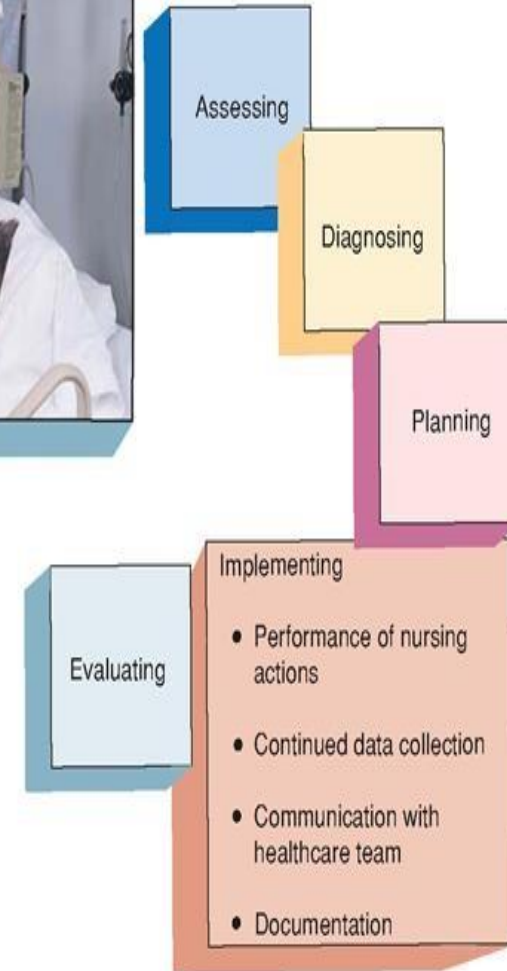 Assessing
Diagnosing
Planning
Implementing
• Performance of nursing
actions
• Continued data collection
• Communication with
healthcare team
• Documentation
Evaluating